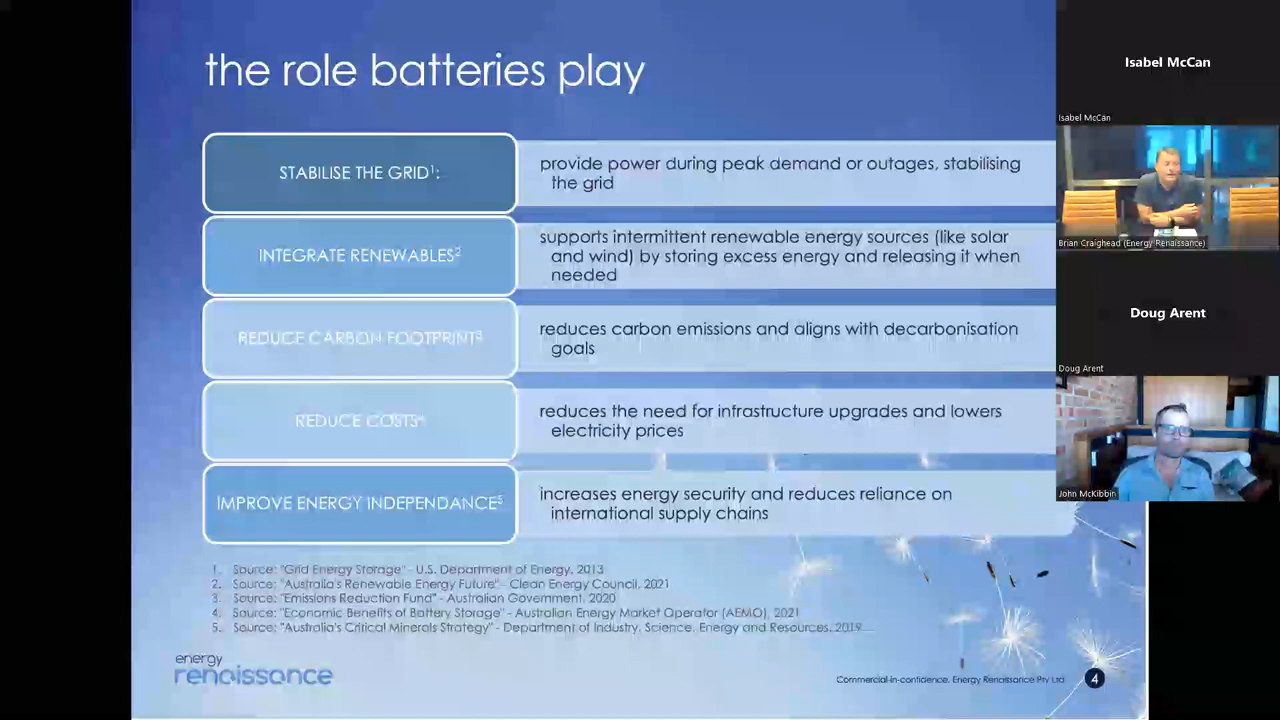 the role batteries play
STABILISE THE GRID¹:
provide power during peak demand or outages, stabilising
the grid
INTEGRATE RENEWABLES²
supports intermittent renewable energy sources (like solar
and wind) by storing excess energy and releasing it when
needed
REDUCE CARBON FOOTPRINT³
reduces carbon emissions and aligns with decarbonisation
goals
REDUCE COSTS⁴
reduces the need for infrastructure upgrades and lowers
electricity prices
IMPROVE ENERGY INDEPENDANCE⁵
increases energy security and reduces reliance on
international supply chains
1. Source: "Grid Energy Storage" - U.S. Department of Energy, 2013
2. Source: "Australia's Renewable Energy Future" - Clean Energy Council, 2021
3. Source: "Emissions Reduction Fund" - Australian Government, 2020
4. Source: "Economic Benefits of Battery Storage" - Australian Energy Market Operator (AEMO), 2021
5. Source: "Australia's Critical Minerals Strategy" - Department of Industry, Science, Energy and Resources, 2019
energy
renaissance
Commercial-in-confidence. Energy Renaissance Pty Ltd
4
Isabel McCan
Isabel McCan
Brian Craighead (Energy Renaissance)
Doug Arent
Doug Arent
John McKibbin